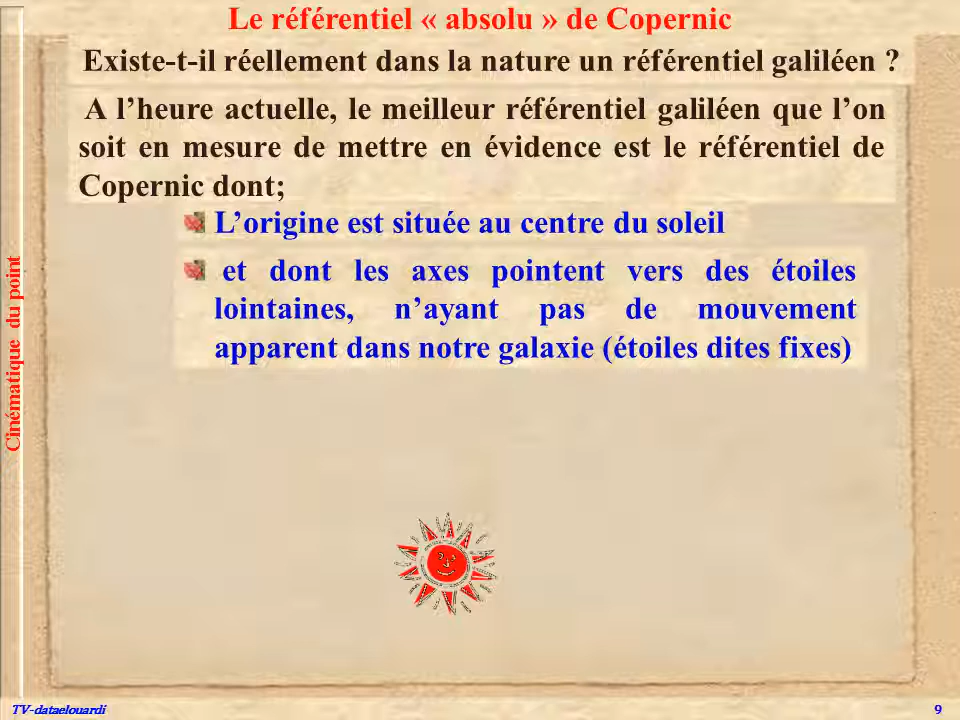 Le référentiel « absolu » de Copernic
Existe-t-il réellement dans la nature un référentiel galiléen ?
A l’heure actuelle, le meilleur référentiel galiléen que l’on
soit en mesure de mettre en évidence est le référentiel de
Copernic dont;
L’origine est située au centre du soleil
et dont les axes pointent vers des étoiles
lointaines, n’ayant pas de mouvement
apparent dans notre galaxie (étoiles dites fixes)
Cinématique du point
TV-dataelouardi
9